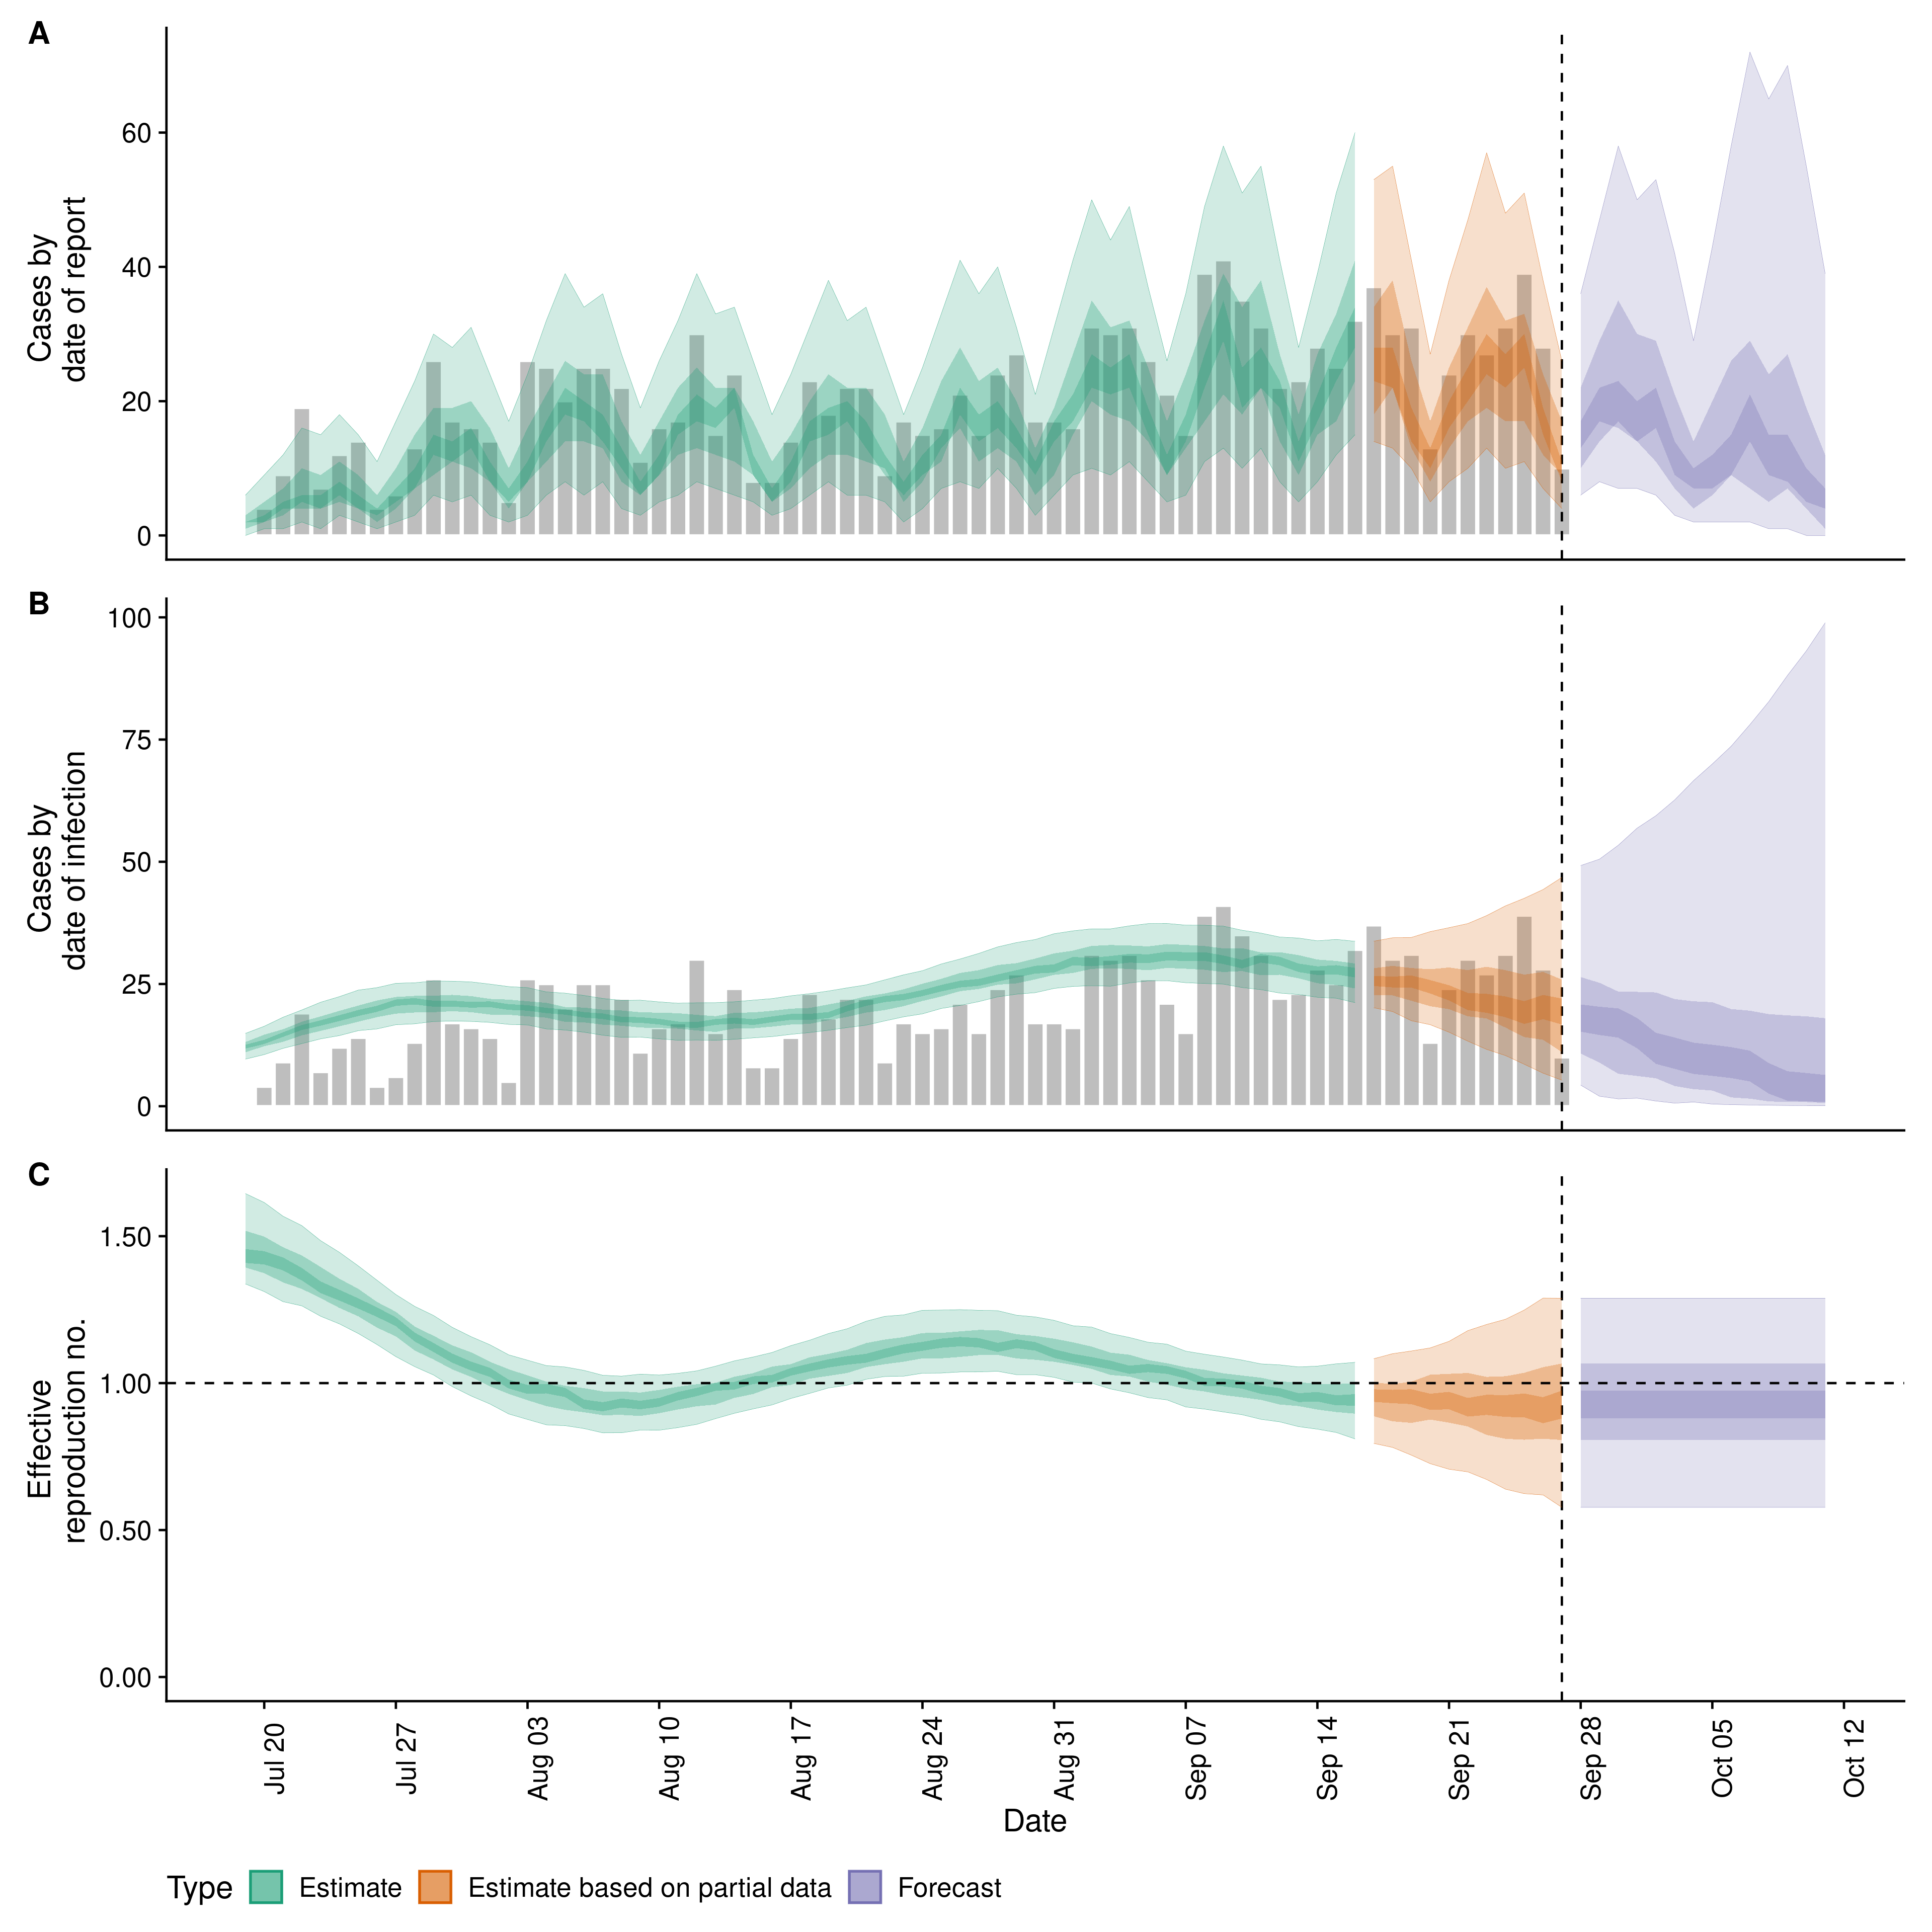 A
Cases by
date of report
60
40
20
0
B
Cases by
date of infection
100
75
50
25
0
C
Effective
reproduction no.
1.50
1.00
0.50
0.00
Jul 20
Jul 27
Aug 03
Aug 10
Aug 17
Aug 24
Aug 31
Sep 07
Sep 14
Sep 21
Sep 28
Oct 05
Oct 12
Date
Type Estimate Estimate based on partial data Forecast